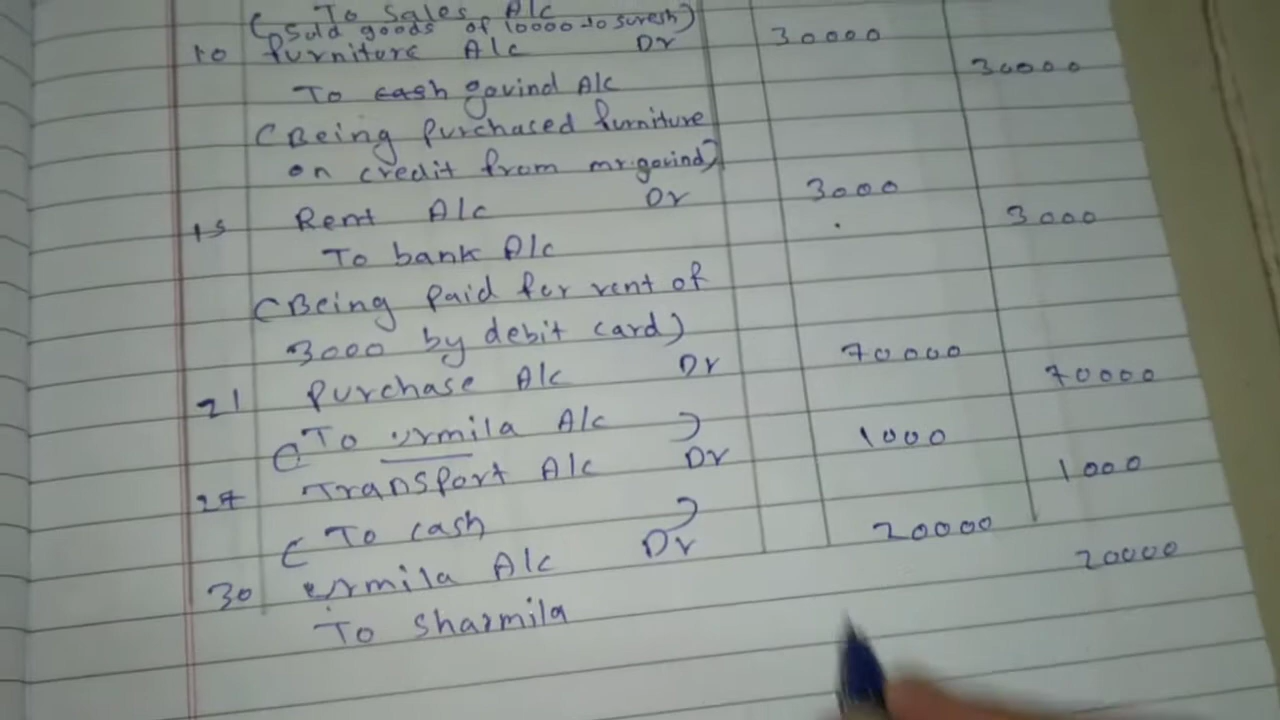 To Sales A/c
(Sold goods of 10000 to suresh)
10 furniture A/c Dr 30000
To cash govind A/c 30000
(Being purchased furniture
on credit from mr.govind)
15 Rent A/c Dr 3000
To bank A/c 3000
(Being paid for rent of
3000 by debit card)
21 purchase A/c Dr 70000
(To urmila A/c ) 70000
27 Transport A/c Dr 1000
(To cash ) 1000
30 urmila A/c Dr 20000
To sharmila 20000